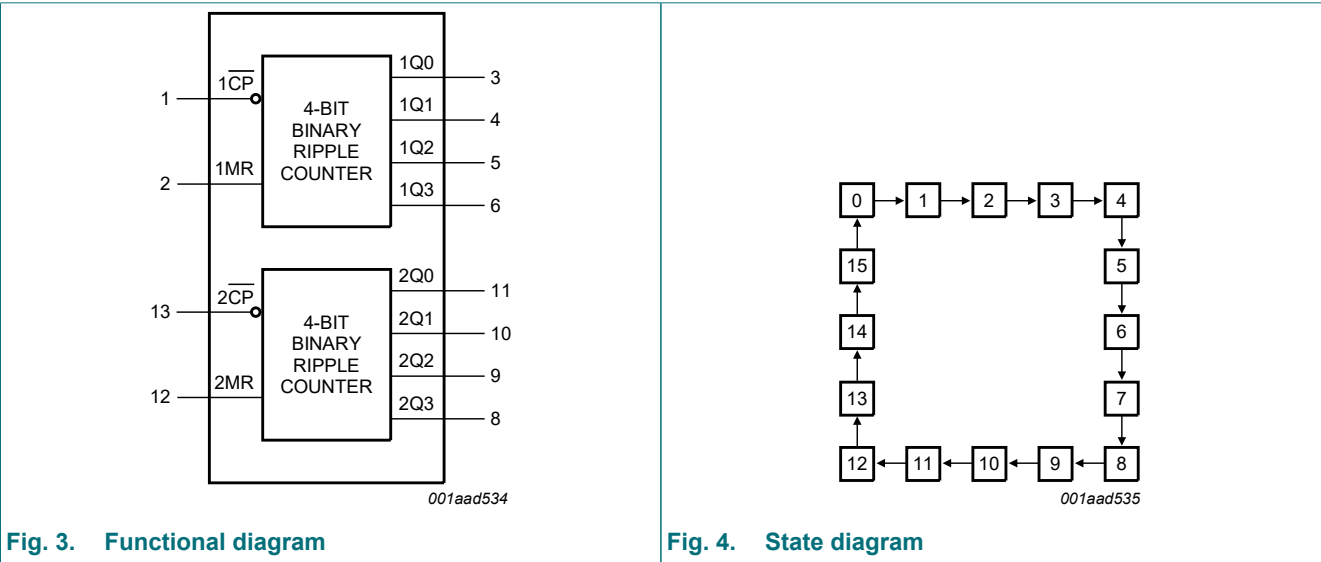 1
1CP
2
1MR
4-BIT
BINARY
RIPPLE
COUNTER
1Q0
3
1Q1
4
1Q2
5
1Q3
6
13
2CP
12
2MR
4-BIT
BINARY
RIPPLE
COUNTER
2Q0
11
2Q1
10
2Q2
9
2Q3
8
001aad534
Fig. 3. Functional diagram
0 1 2 3 4
15 5
14 6
13 7
12 11 10 9 8
001aad535
Fig. 4. State diagram